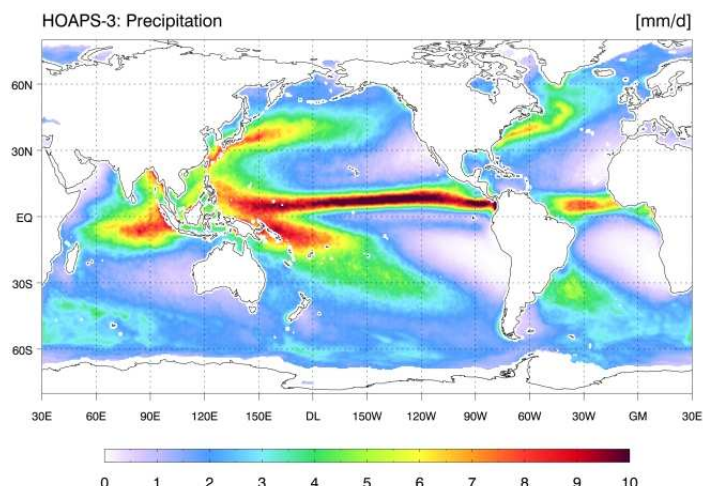 HOAPS-3: Precipitation [mm/d]
60N
30N
EQ
30S
60S
30E 60E 90E 120E 150E DL 150W 120W 90W 60W 30W GM 30E
0 1 2 3 4 5 6 7 8 9 10